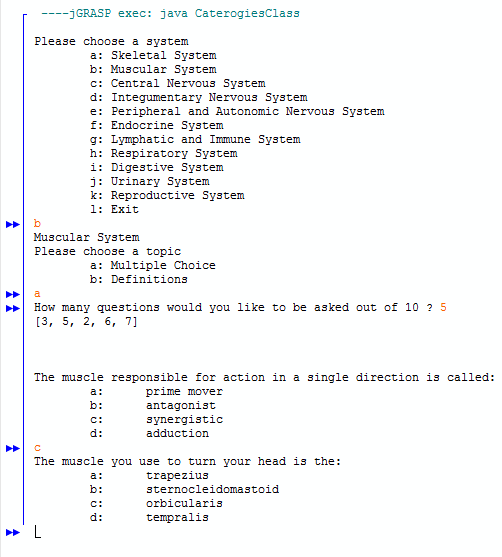 ----jGRASP exec: java CaterogiesClass
Please choose a system
a: Skeletal System
b: Muscular System
c: Central Nervous System
d: Integumentary Nervous System
e: Peripheral and Autonomic Nervous System
f: Endocrine System
g: Lymphatic and Immune System
h: Respiratory System
i: Digestive System
j: Urinary System
k: Reproductive System
l: Exit
b
Muscular System
Please choose a topic
a: Multiple Choice
b: Definitions
a
How many questions would you like to be asked out of 10 ? 5
[3, 5, 2, 6, 7]
The muscle responsible for action in a single direction is called:
a: prime mover
b: antagonist
c: synergistic
d: adduction
c
The muscle you use to turn your head is the:
a: trapezius
b: sternocleidomastoid
c: orbicularis
d: tempralis